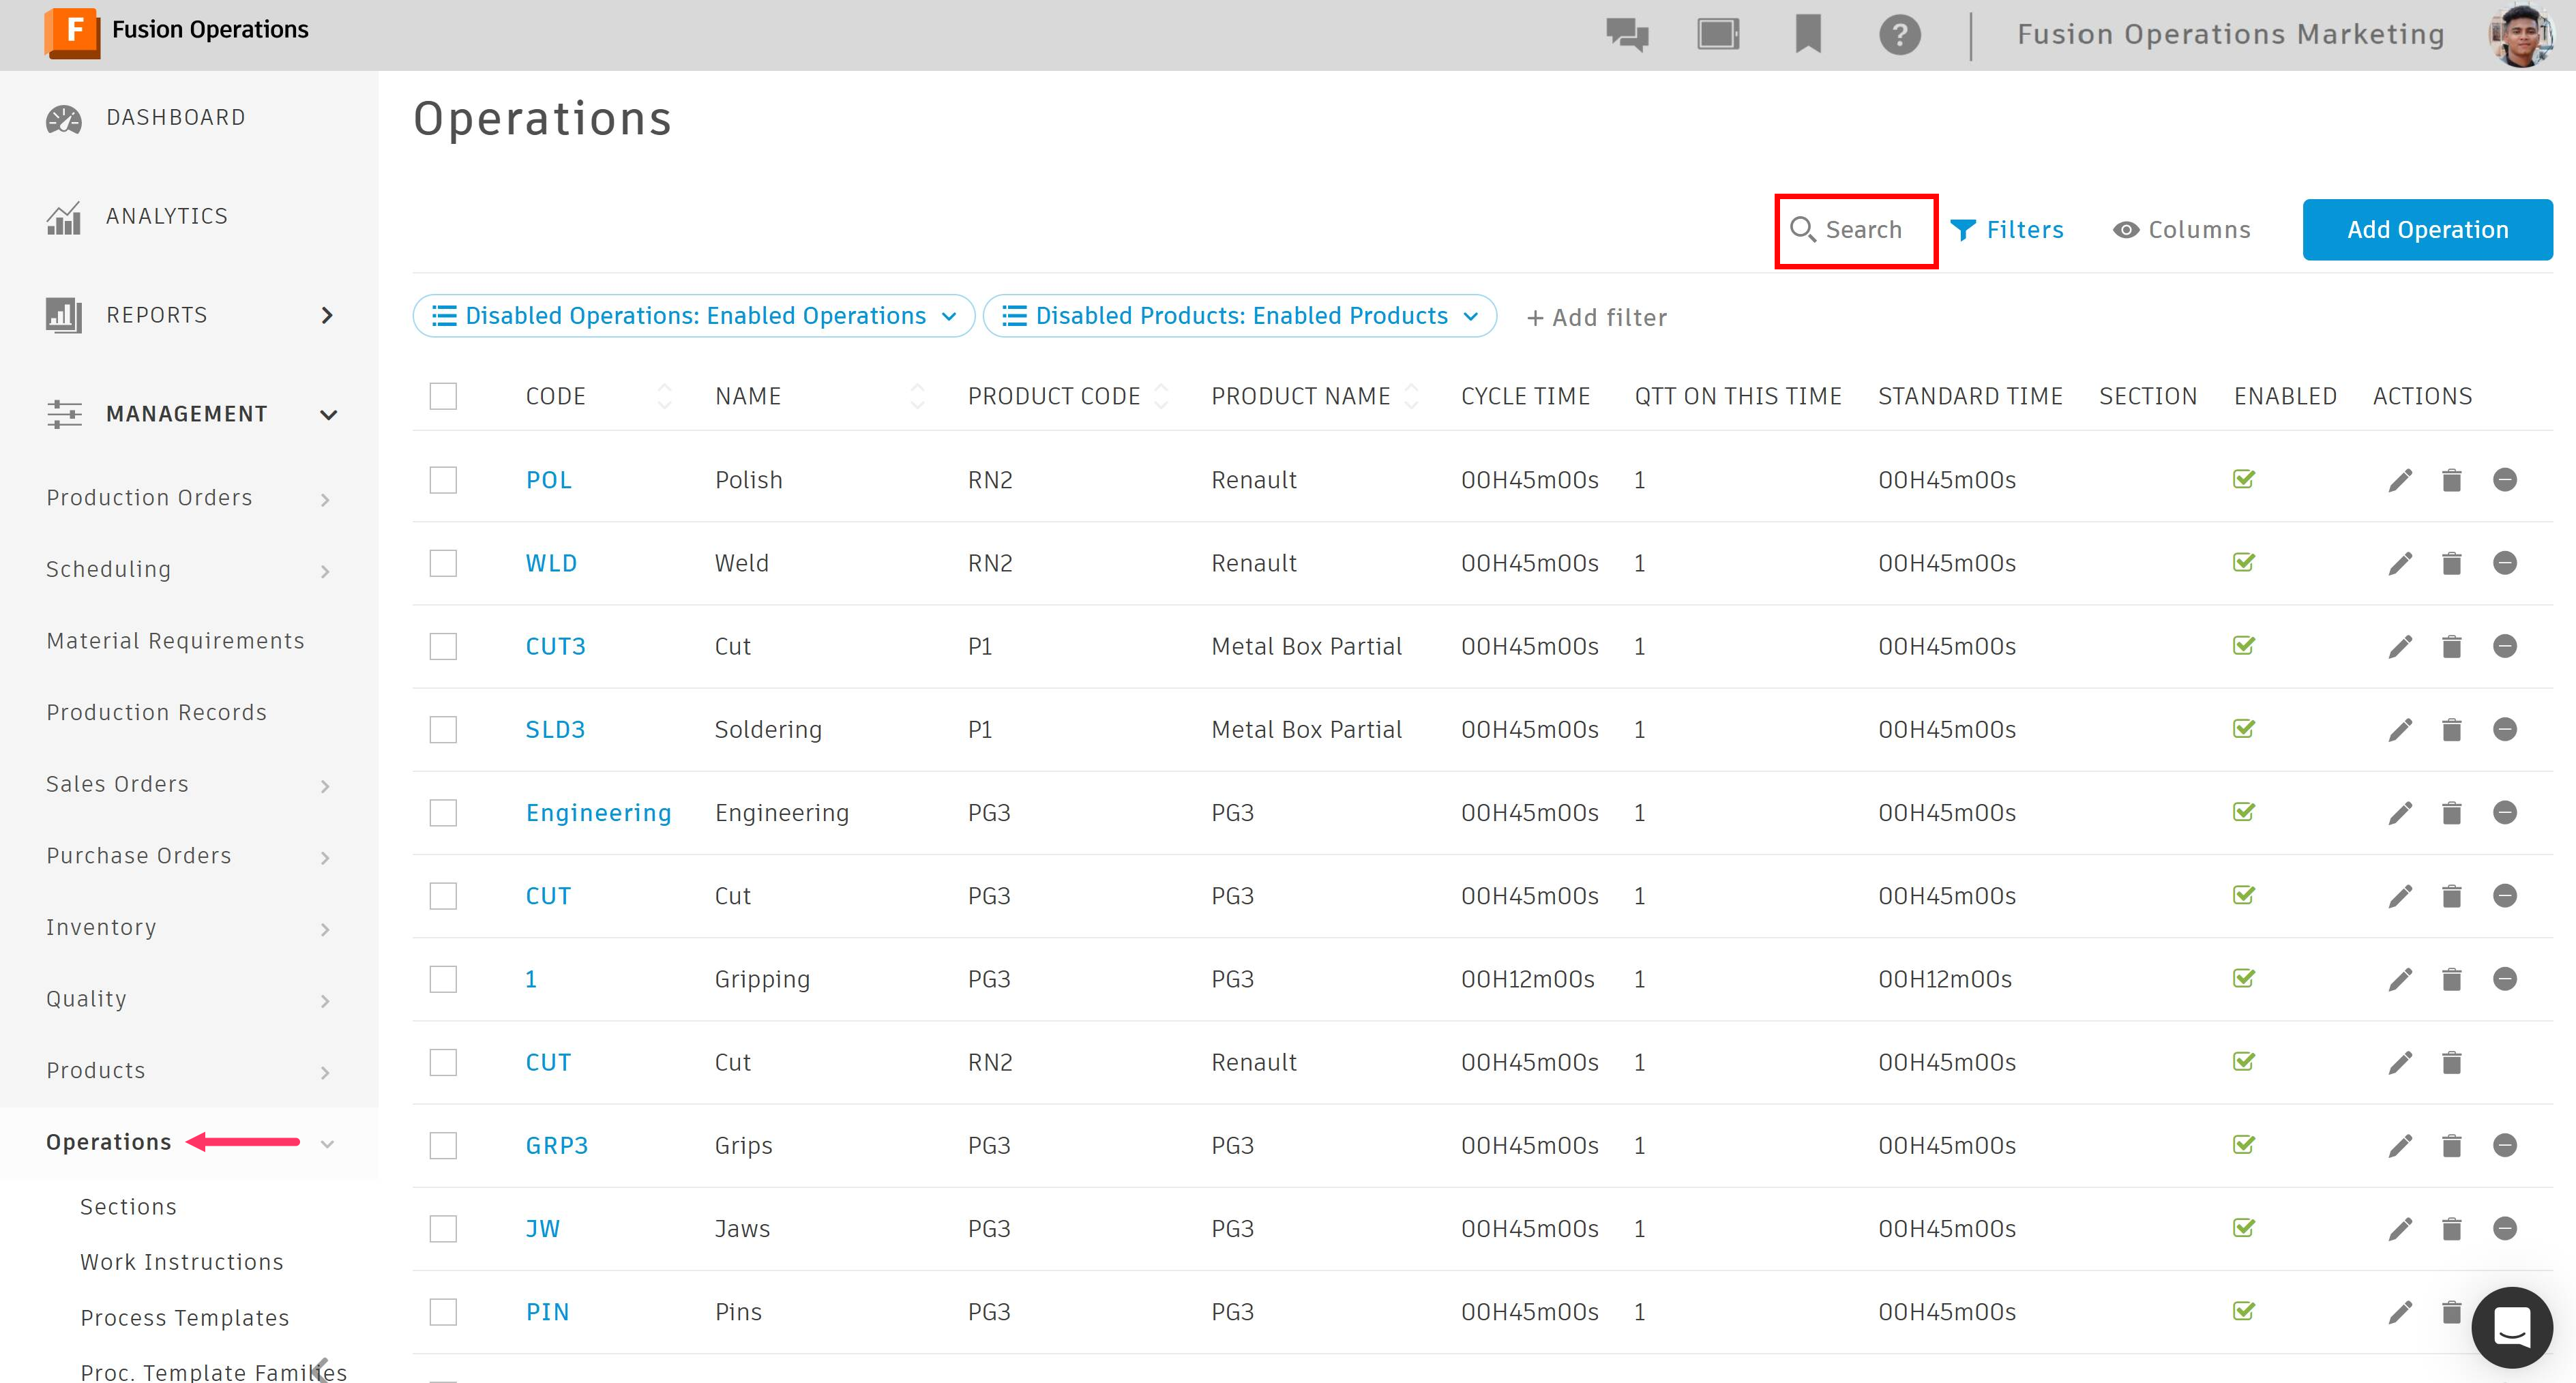 F Fusion Operations
Fusion Operations Marketing
DASHBOARD
ANALYTICS
REPORTS
MANAGEMENT
Production Orders
Scheduling
Material Requirements
Production Records
Sales Orders
Purchase Orders
Inventory
Quality
Products
Operations
Sections
Work Instructions
Process Templates
Proc. Template Families
Operations
Search Filters Columns Add Operation
Disabled Operations: Enabled Operations Disabled Products: Enabled Products + Add filter
CODE NAME PRODUCT CODE PRODUCT NAME CYCLE TIME QTT ON THIS TIME STANDARD TIME SECTION ENABLED ACTIONS
POL Polish RN2 Renault 00H45m00s 1 00H45m00s
WLD Weld RN2 Renault 00H45m00s 1 00H45m00s
CUT3 Cut P1 Metal Box Partial 00H45m00s 1 00H45m00s
SLD3 Soldering P1 Metal Box Partial 00H45m00s 1 00H45m00s
Engineering Engineering PG3 PG3 00H45m00s 1 00H45m00s
CUT Cut PG3 PG3 00H45m00s 1 00H45m00s
1 Gripping PG3 PG3 00H12m00s 1 00H12m00s
CUT Cut RN2 Renault 00H45m00s 1 00H45m00s
GRP3 Grips PG3 PG3 00H45m00s 1 00H45m00s
JW Jaws PG3 PG3 00H45m00s 1 00H45m00s
PIN Pins PG3 PG3 00H45m00s 1 00H45m00s